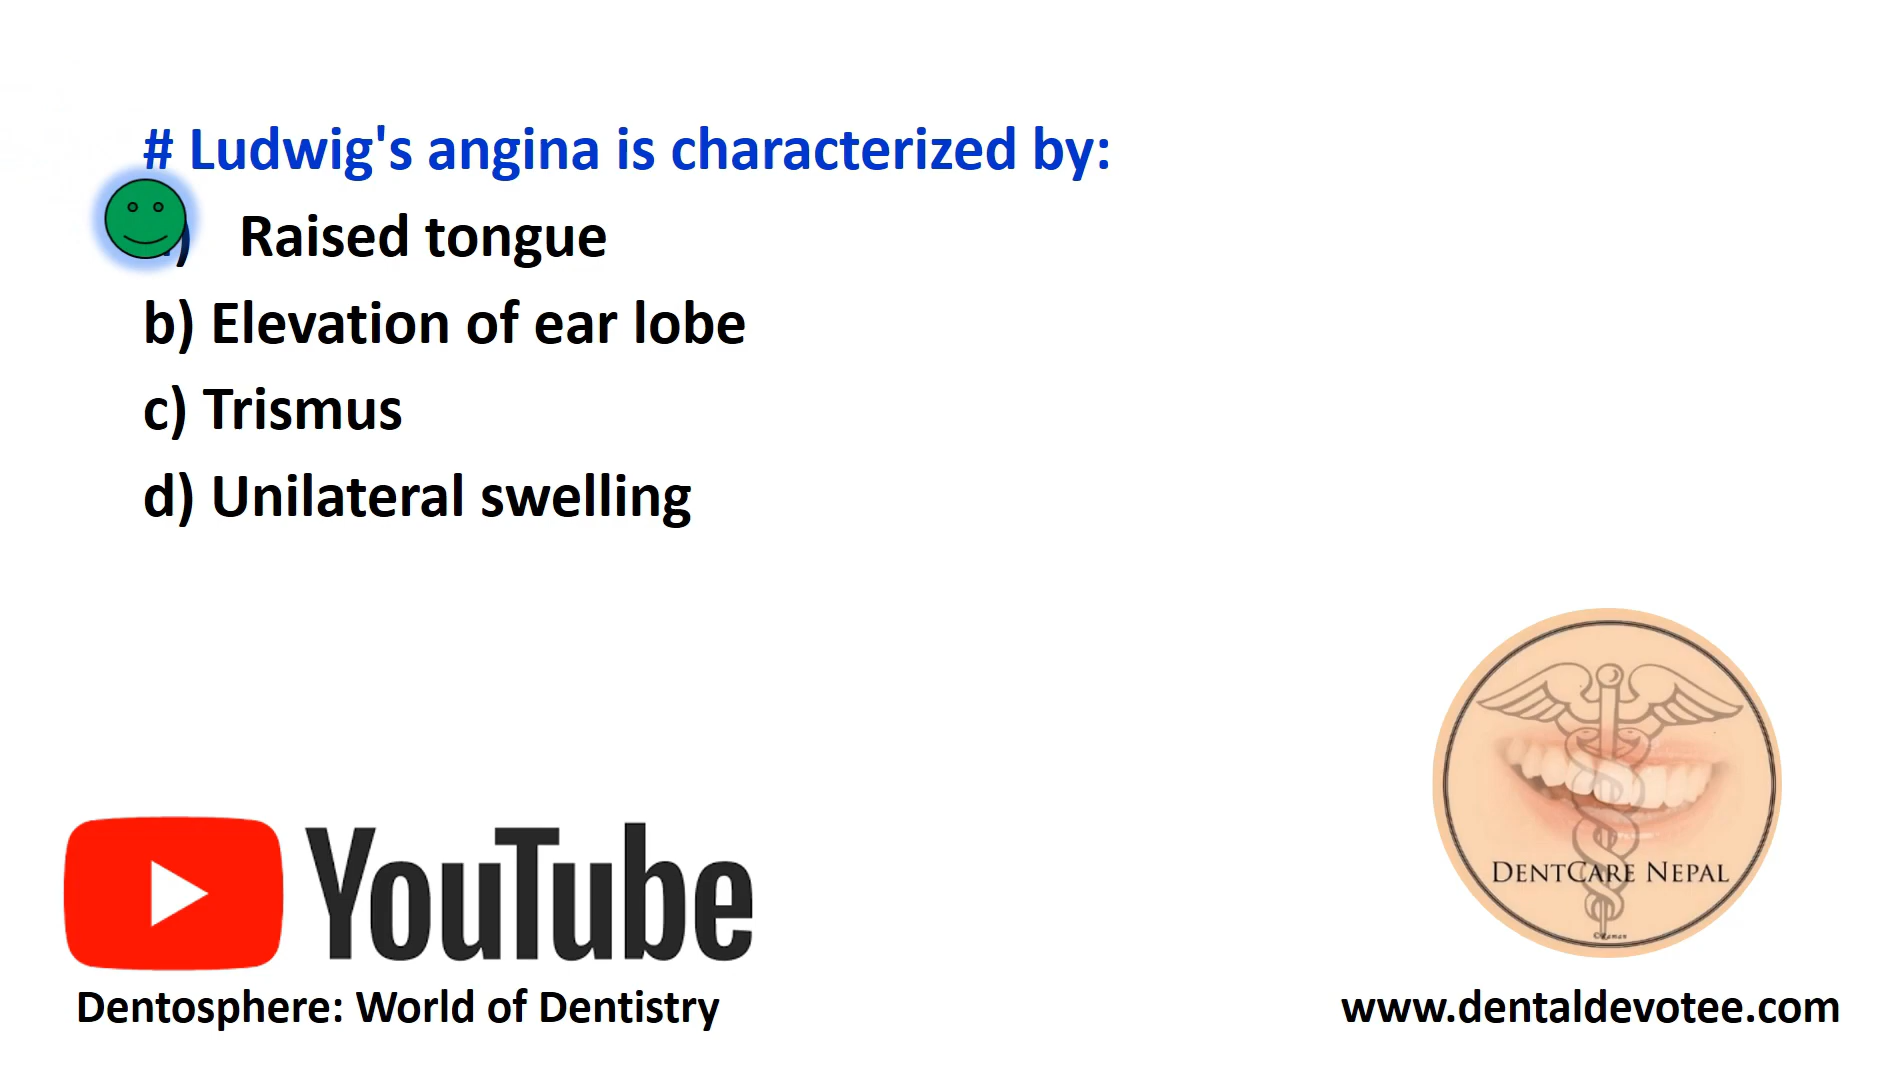 # Ludwig's angina is characterized by:
) Raised tongue
b) Elevation of ear lobe
c) Trismus
d) Unilateral swelling
DENTCARE NEPAL
YouTube
Dentosphere: World of Dentistry
www.dentaldevotee.com